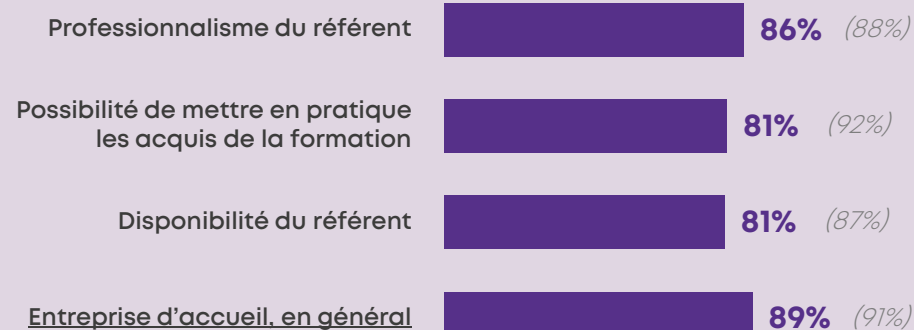 Professionnalisme du référent 86% (88%)
Possibilité de mettre en pratique
les acquis de la formation 81% (92%)
Disponibilité du référent 81% (87%)
Entreprise d'accueil, en général 89% (91%)